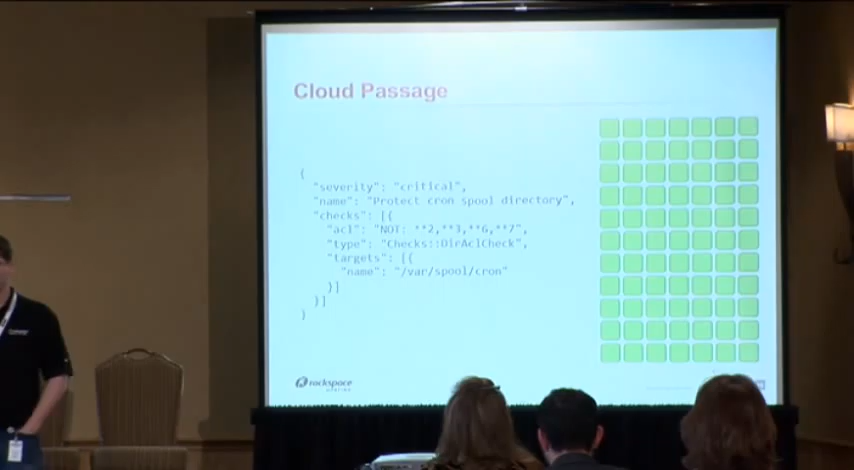 Cloud Passage
{
"severity": "critical",
"name": "Protect cron spool directory",
"checks": [{
"acl": "NOT: **2,**3,**6,**7",
"type": "Checks::DirAclCheck",
"targets": [{
"name": "/var/spool/cron"
}]
}]
}
rackspace